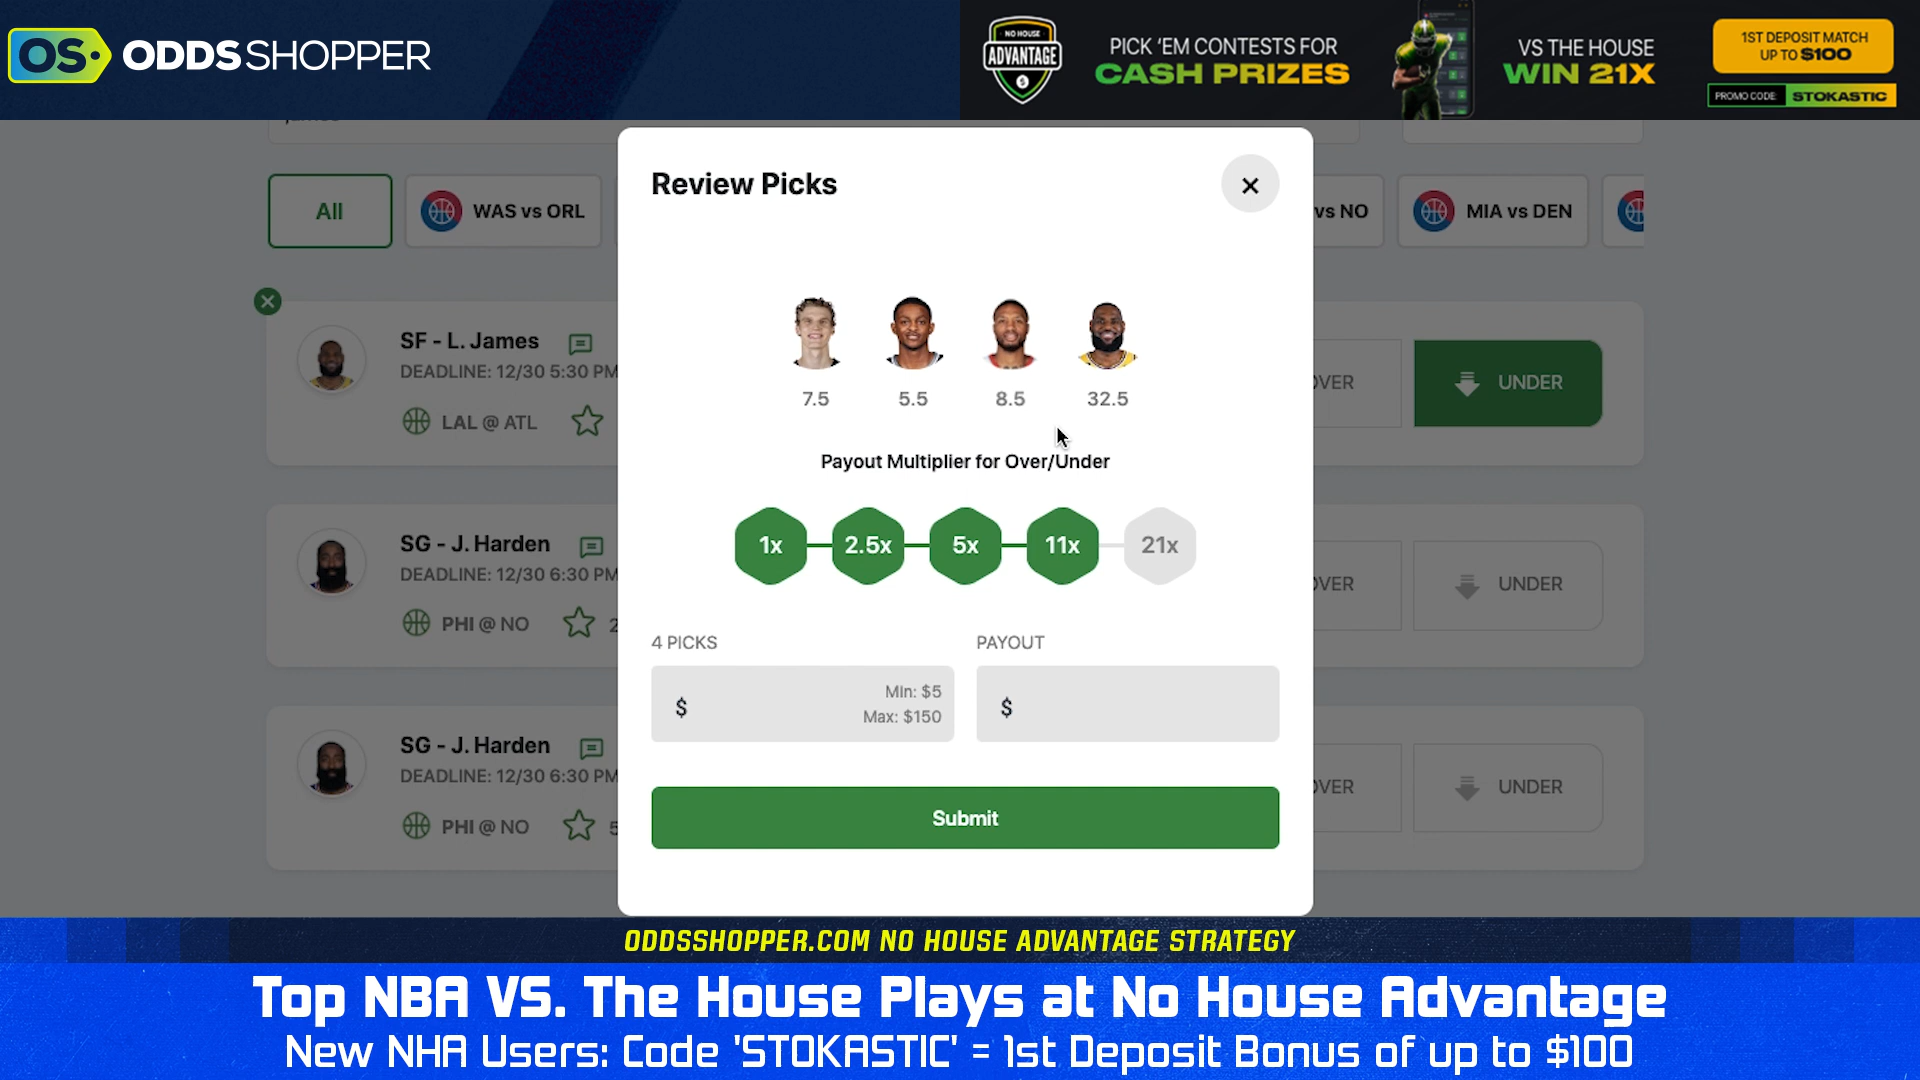 OS ODDSSHOPPER
NO HOUSE
ADVANTAGE
PICK 'EM CONTESTS FOR
CASH PRIZES
VS THE HOUSE
WIN 21X
1ST DEPOSIT MATCH
UP TO $100
PROMO CODE: STOKASTIC
All
WAS vs ORL
vs NO
MIA vs DEN
Review Picks
SF - L. James
DEADLINE: 12/30 5:30 PM
LAL @ ATL
OVER
UNDER
7.5
5.5
8.5
32.5
Payout Multiplier for Over/Under
1x
2.5x
5x
11x
21x
SG - J. Harden
DEADLINE: 12/30 6:30 PM
PHI @ NO
2
OVER
UNDER
4 PICKS
PAYOUT
$
Min: $5
Max: $150
$
SG - J. Harden
DEADLINE: 12/30 6:30 PM
PHI @ NO
5
OVER
UNDER
Submit
ODDSSHOPPER.COM NO HOUSE ADVANTAGE STRATEGY
Top NBA VS. The House Plays at No House Advantage
New NHA Users: Code 'STOKASTIC' = 1st Deposit Bonus of up to $100